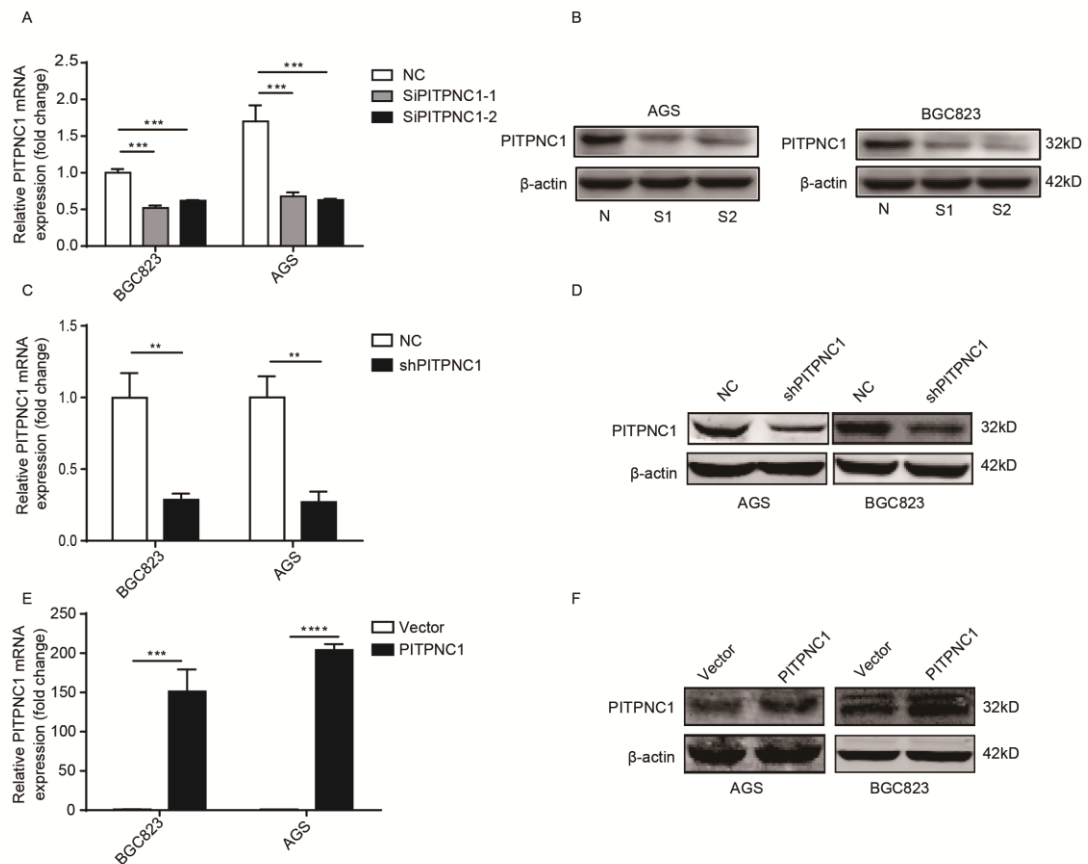 A
Relative PITPNC1 mRNA
expression (fold change)
2.5
2.0
1.5
1.0
0.5
0.0
***
***
***
***
NC
SiPITPNC1-1
SiPITPNC1-2
BGC823
AGS
B
AGS
BGC823
PITPNC1
PITPNC1
32kD
β-actin
β-actin
42kD
N S1 S2
N S1 S2
C
Relative PITPNC1 mRNA
expression (fold change)
1.5
1.0
0.5
0.0
**
**
NC
shPITPNC1
BGC823
AGS
D
NC
shPITPNC1
NC
shPITPNC1
PITPNC1
32kD
β-actin
42kD
AGS
BGC823
E
Relative PITPNC1 mRNA
expression (fold change)
250
200
150
100
50
0
***
****
Vector
PITPNC1
BGC823
AGS
F
Vector
PITPNC1
Vector
PITPNC1
PITPNC1
32kD
β-actin
42kD
AGS
BGC823